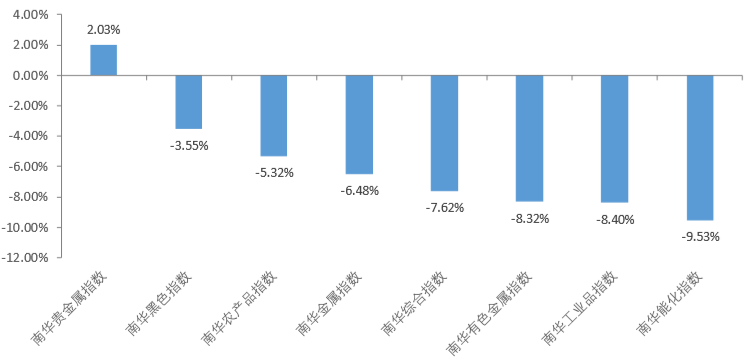 4.00%
2.00%
0.00%
-2.00%
-4.00%
-6.00%
-8.00%
-10.00%
-12.00%
2.03%
-3.55%
-5.32%
-6.48%
-7.62%
-8.32%
-8.40%
-9.53%
南华贵金属指数
南华黑色指数
南华农产品指数
南华金属指数
南华综合指数
南华有色金属指数
南华工业品指数
南华能化指数